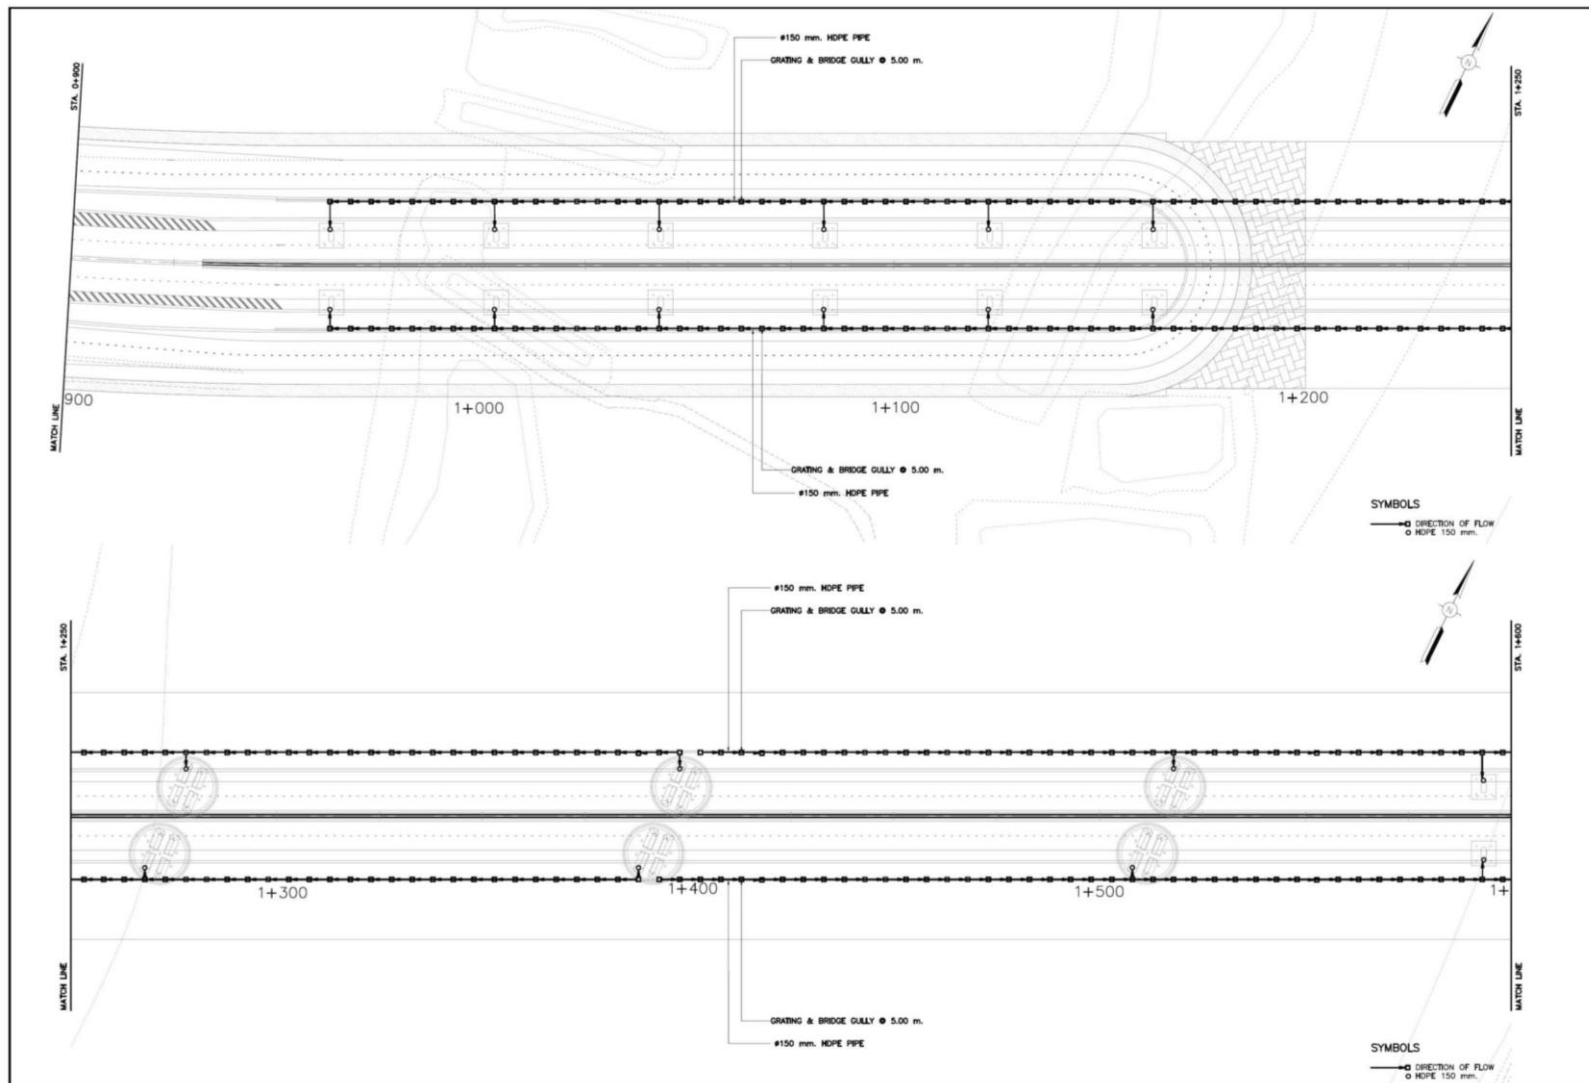 ø150 mm. HDPE PIPE
GRATING & BRIDGE GULLY @ 5.00 m.
STA. 0+900
STA. 1+250
N
900
1+000
1+100
1+200
MATCH LINE
MATCH LINE
GRATING & BRIDGE GULLY @ 5.00 m.
ø150 mm. HDPE PIPE
SYMBOLS
DIRECTION OF FLOW
HDPE 150 mm.
ø150 mm. HDPE PIPE
GRATING & BRIDGE GULLY @ 5.00 m.
STA. 1+250
STA. 1+600
N
1+300
1+400
1+500
1+
MATCH LINE
MATCH LINE
GRATING & BRIDGE GULLY @ 5.00 m.
ø150 mm. HDPE PIPE
SYMBOLS
DIRECTION OF FLOW
HDPE 150 mm.